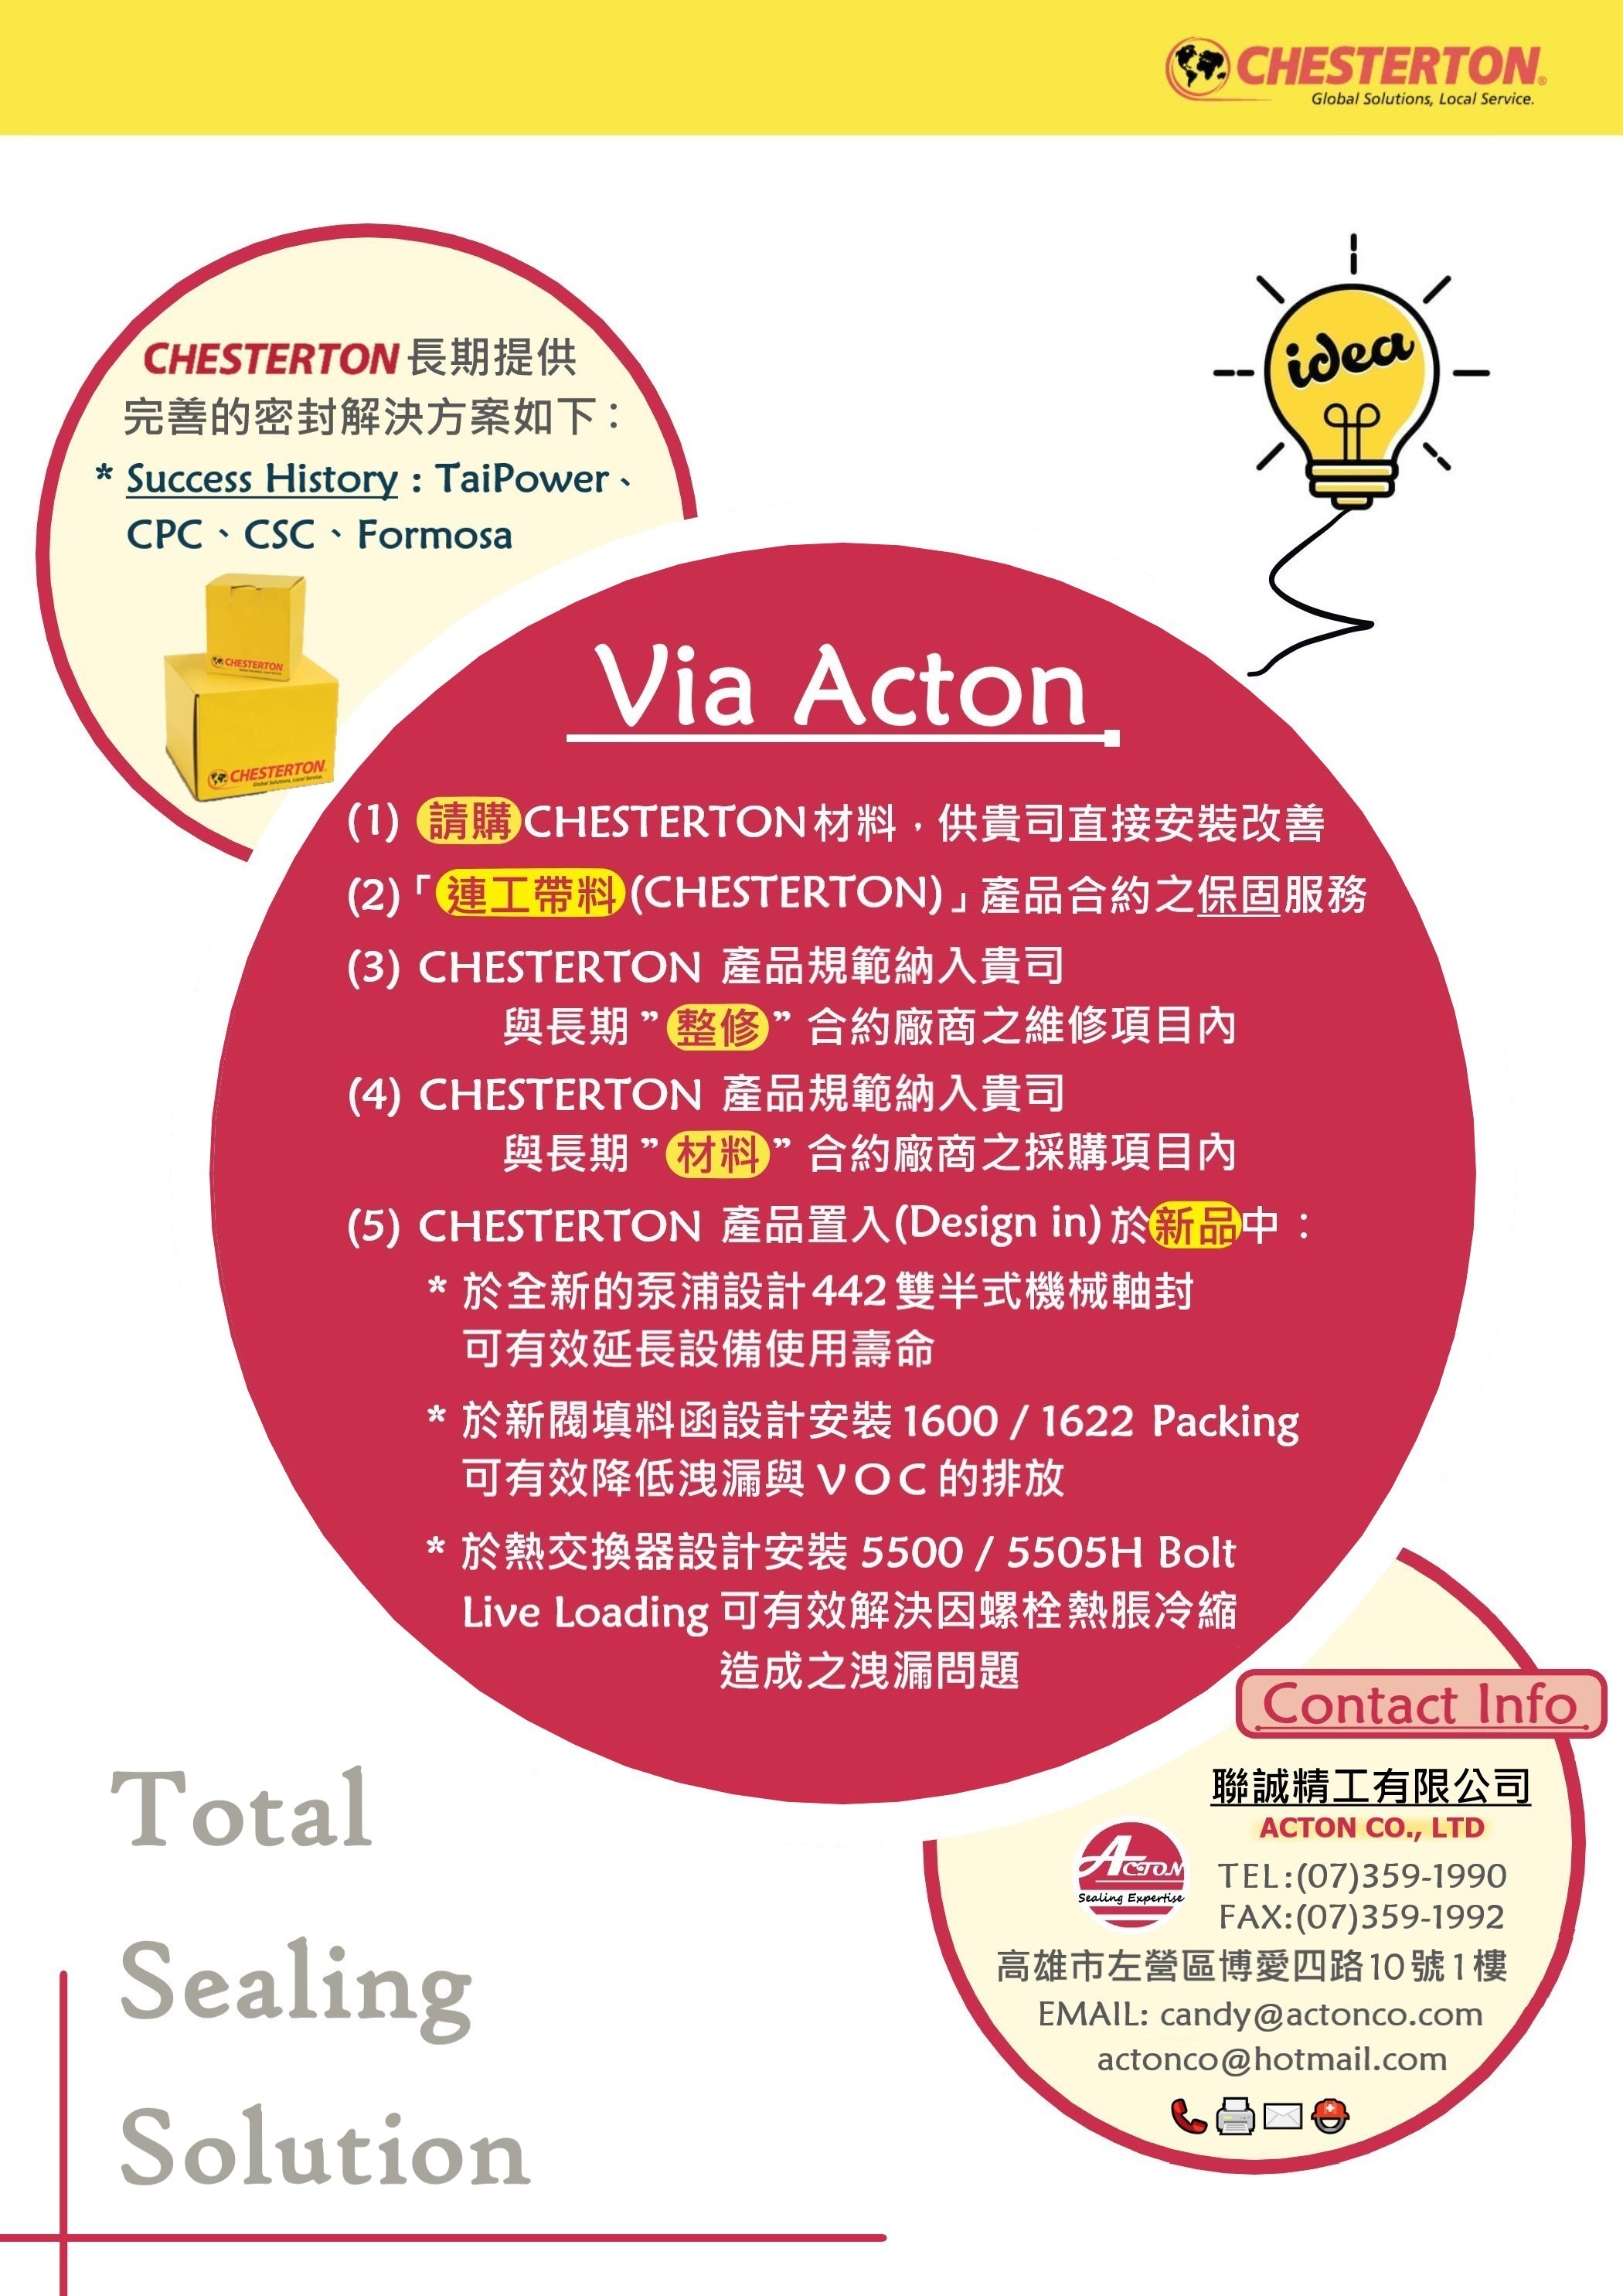 CHESTERTON®
Global Solutions, Local Service.
idea
CHESTERTON 長期提供
完善的密封解決方案如下：
* Success History : TaiPower、
CPC、CSC、Formosa
CHESTERTON
CHESTERTON
Global Solutions, Local Service.
Via Acton
(1) 請購CHESTERTON材料，供貴司直接安裝改善
(2)「連工帶料(CHESTERTON)」產品合約之保固服務
(3) CHESTERTON 產品規範納入貴司
與長期 ” 整修 ” 合約廠商之維修項目內
(4) CHESTERTON 產品規範納入貴司
與長期 ” 材料 ” 合約廠商之採購項目內
(5) CHESTERTON 產品置入(Design in) 於新品中：
* 於全新的泵浦設計442雙半式機械軸封
可有效延長設備使用壽命
* 於新閥填料函設計安裝 1600 / 1622 Packing
可有效降低洩漏與 VOC 的排放
* 於熱交換器設計安裝 5500 / 5505H Bolt
Live Loading 可有效解決因螺栓熱脹冷縮
造成之洩漏問題
Contact Info
聯誠精工有限公司
ACTON CO., LTD
ACTON
Sealing Expertise
TEL:(07)359-1990
FAX:(07)359-1992
高雄市左營區博愛四路10號1樓
EMAIL: candy@actonco.com
actonco@hotmail.com
Total
Sealing
Solution